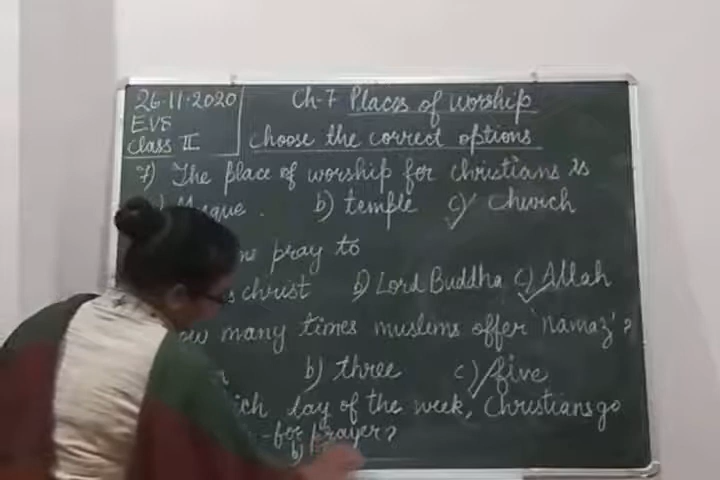 26.11.2020
EVS
Class II
Ch-7 Places of worship
choose the correct options
7) The place of worship for christians is
b) temple c) Church
pray to
christ b) Lord Buddha c) Allah
many times muslims offer 'namaz'?
b) three c) five
day of the week, Christians go
for prayer?
b)